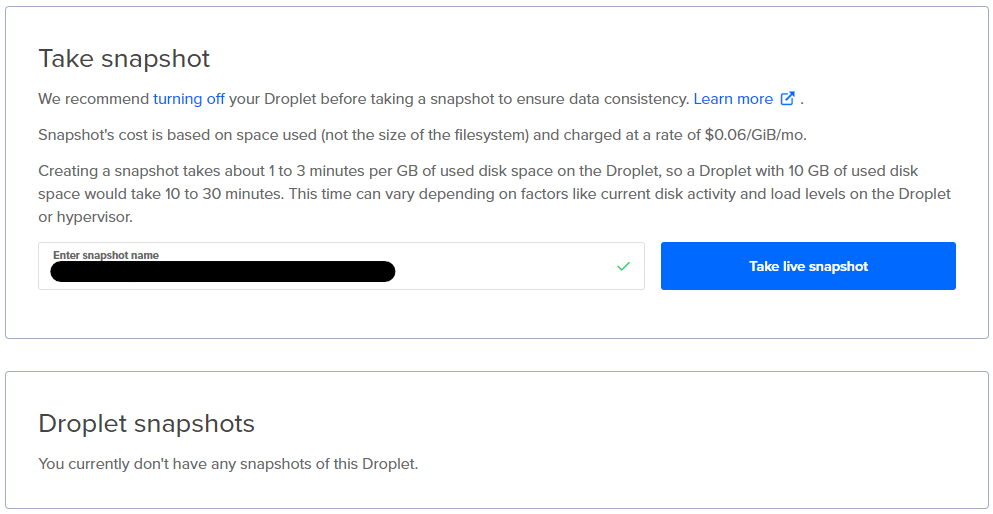 Take snapshot
We recommend turning off your Droplet before taking a snapshot to ensure data consistency. Learn more .
Snapshot's cost is based on space used (not the size of the filesystem) and charged at a rate of $0.06/GiB/mo.
Creating a snapshot takes about 1 to 3 minutes per GB of used disk space on the Droplet, so a Droplet with 10 GB of used disk
space would take 10 to 30 minutes. This time can vary depending on factors like current disk activity and load levels on the Droplet
or hypervisor.
Enter snapshot name
Take live snapshot
Droplet snapshots
You currently don't have any snapshots of this Droplet.